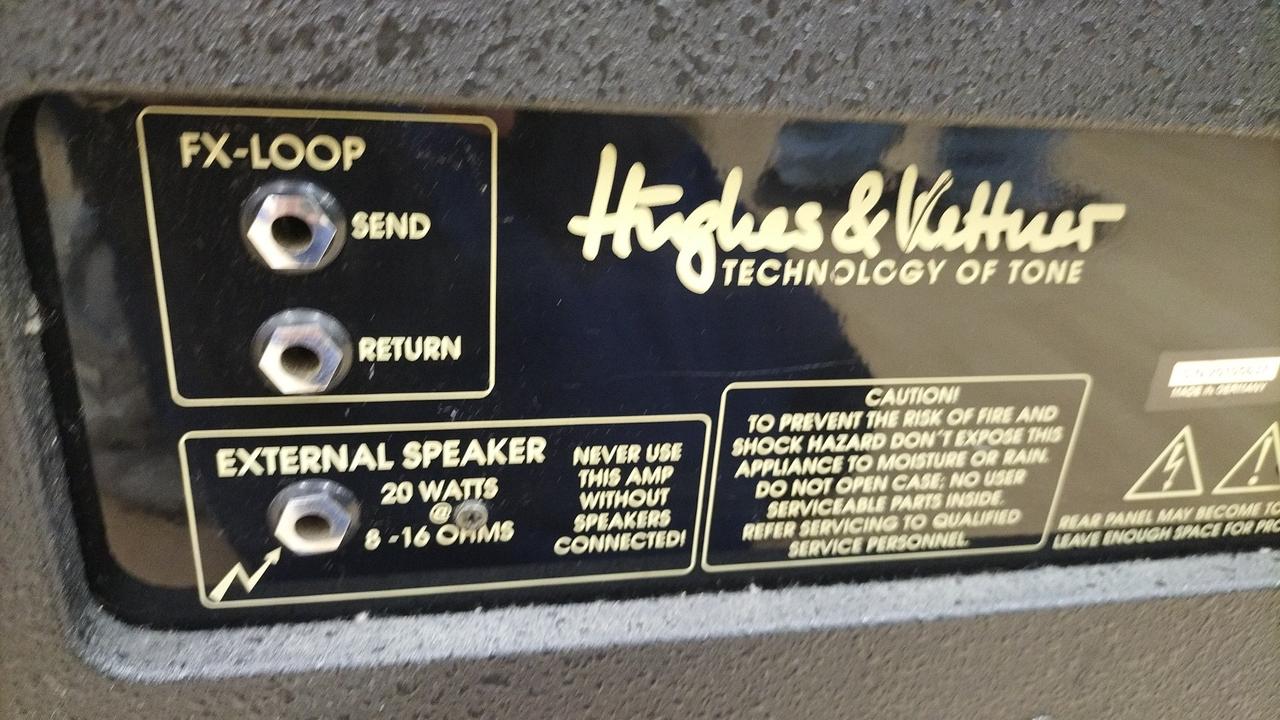 FX-LOOP
SEND
RETURN
Hughes & Kettner
TECHNOLOGY OF TONE
EXTERNAL SPEAKER
20 WATTS
@
8 -16 OHMS
NEVER USE
THIS AMP
WITHOUT
SPEAKERS
CONNECTED!
CAUTION!
TO PREVENT THE RISK OF FIRE AND
SHOCK HAZARD DON´T EXPOSE THIS
APPLIANCE TO MOISTURE OR RAIN.
DO NOT OPEN CASE; NO USER
SERVICEABLE PARTS INSIDE.
REFER SERVICING TO QUALIFIED
SERVICE PERSONNEL.
MADE IN GERMANY
REAR PANEL MAY BECOME
LEAVE ENOUGH SPACE FOR